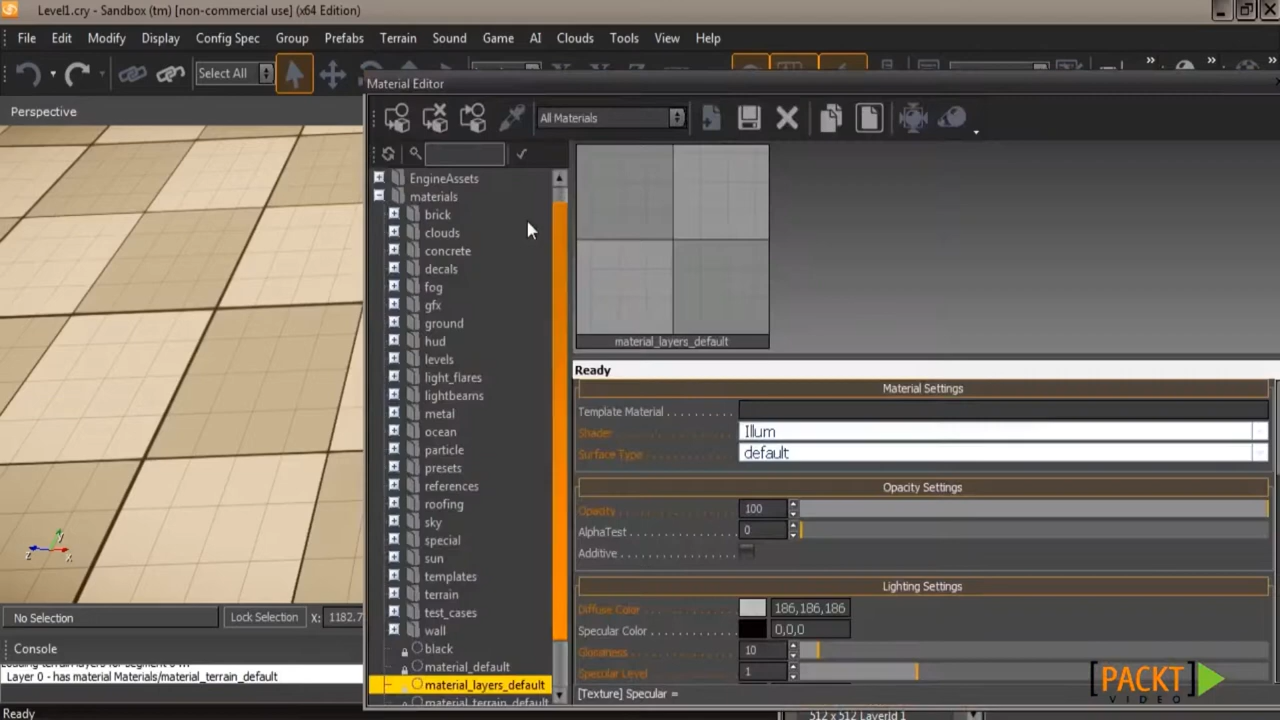 Level1.cry - Sandbox (tm) [non-commercial use] (x64 Edition)
File Edit Modify Display Config Spec Group Prefabs Terrain Sound Game AI Clouds Tools View Help
Select All
Material Editor
Perspective
All Materials
EngineAssets
materials
brick
clouds
concrete
decals
fog
gfx
ground
hud
levels
light_flares
lightbeams
metal
ocean
particle
presets
references
roofing
sky
special
sun
templates
terrain
test_cases
wall
black
material_default
material_layers_default
material_terrain_default
material_layers_default
Ready
Material Settings
Template Material
Shader Illum
Surface Type default
Opacity Settings
Opacity 100
AlphaTest 0
Additive
Lighting Settings
Diffuse Color 186,186,186
Specular Color 0,0,0
Glossiness 10
Specular Level 1
[Texture] Specular =
No Selection Lock Selection X: 1182.7
Console
Layer 0 - has material Materials/material_terrain_default
Ready
512 x 512 LayerId 1
[PACKT]
VIDEO